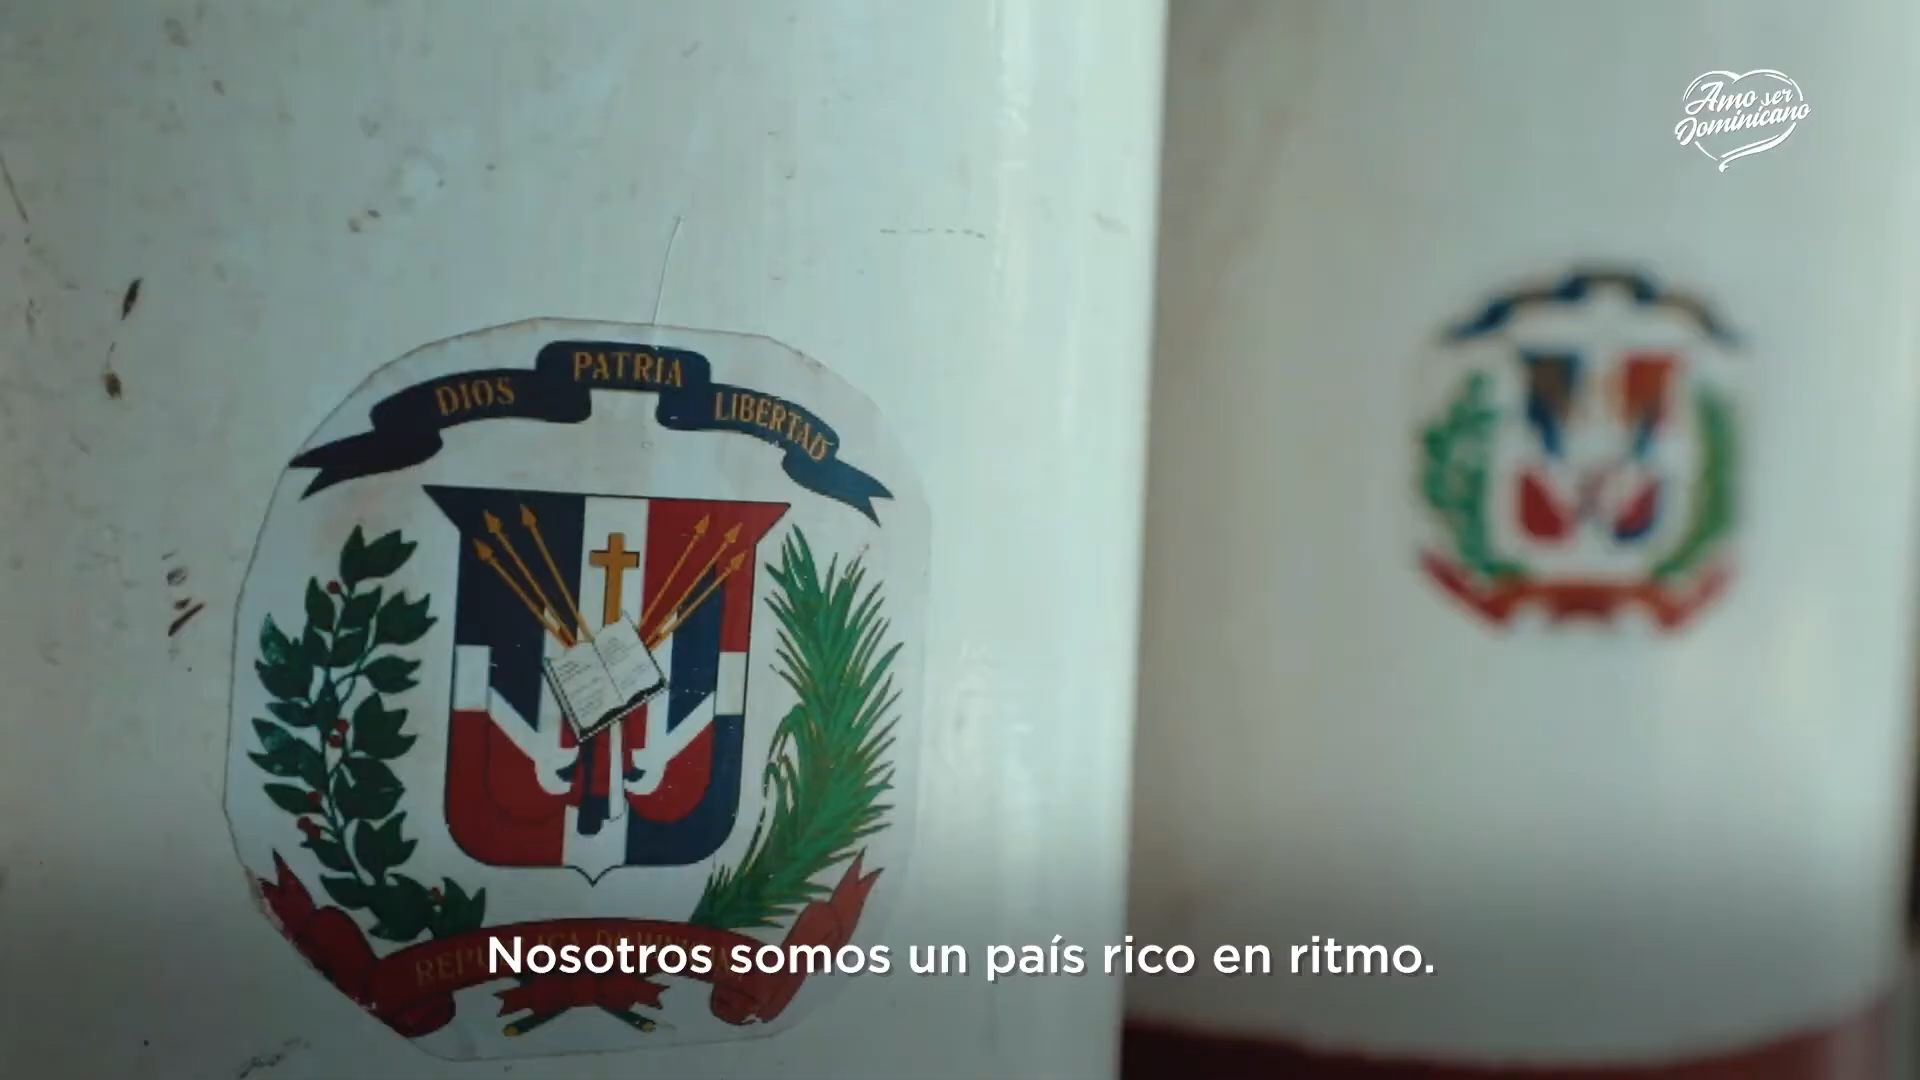 Amo ser
Dominicano
DIOS PATRIA LIBERTAD
Nosotros somos un país rico en ritmo.